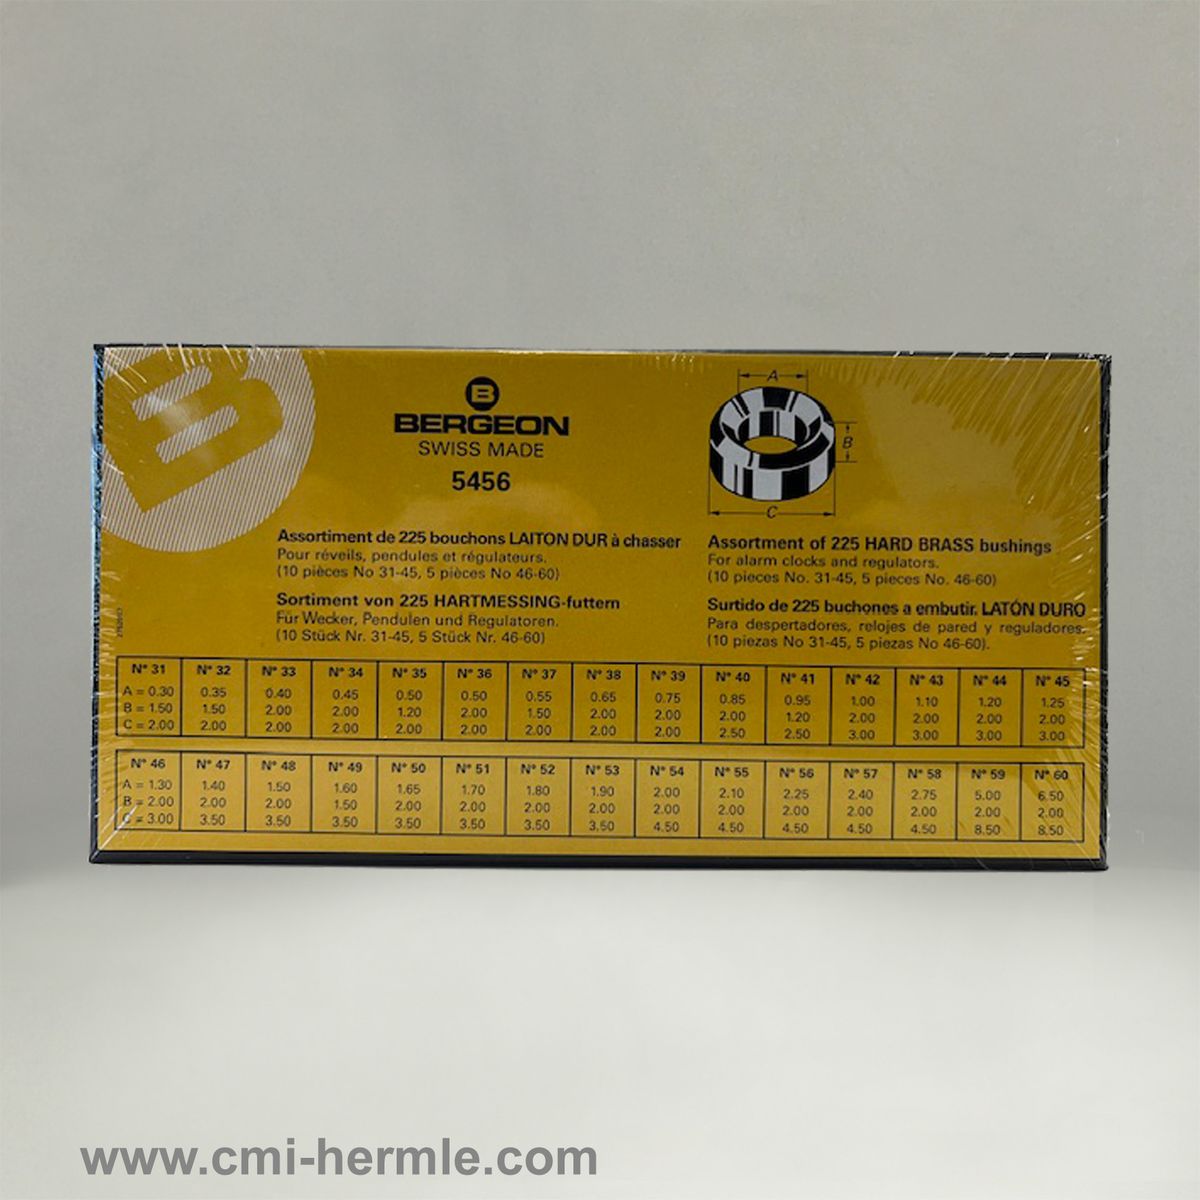 B
B
BERGEON
SWISS MADE
5456
A
B
C
Assortiment de 225 bouchons LAITON DUR à chasser
Pour réveils, pendules et régulateurs.
(10 pièces No 31-45, 5 pièces No 46-60)
Sortiment von 225 HARTMESSING-futtern
Für Wecker, Pendulen und Regulatoren.
(10 Stück Nr. 31-45, 5 Stück Nr. 46-60)
Assortment of 225 HARD BRASS bushings
For alarm clocks and regulators.
(10 pieces No. 31-45, 5 pieces No. 46-60)
Surtido de 225 buchones a embutir. LATÓN DURO
Para despertadores, relojes de pared y reguladores.
(10 piezas No 31-45, 5 piezas No 46-60).
N° 31 N° 32 N° 33 N° 34 N° 35 N° 36 N° 37 N° 38 N° 39 N° 40 N° 41 N° 42 N° 43 N° 44 N° 45
A = 0.30 0.35 0.40 0.45 0.50 0.50 0.55 0.65 0.75 0.85 0.95 1.00 1.10 1.20 1.25
B = 1.50 1.50 2.00 2.00 1.20 2.00 1.50 2.00 2.00 2.00 1.20 2.00 2.00 2.00 2.00
C = 2.00 2.00 2.00 2.00 2.00 2.00 2.00 2.00 2.00 2.50 2.50 3.00 3.00 3.00 3.00
N° 46 N° 47 N° 48 N° 49 N° 50 N° 51 N° 52 N° 53 N° 54 N° 55 N° 56 N° 57 N° 58 N° 59 N° 60
A = 1.30 1.40 1.50 1.60 1.65 1.70 1.80 1.90 2.00 2.10 2.25 2.40 2.75 5.00 6.50
B = 2.00 2.00 2.00 1.50 2.00 2.00 2.00 2.00 2.00 2.00 2.00 2.00 2.00 2.00 2.00
C = 3.00 3.50 3.50 3.50 3.50 3.50 3.50 3.50 4.50 4.50 4.50 4.50 4.50 8.50 8.50
www.cmi-hermle.com